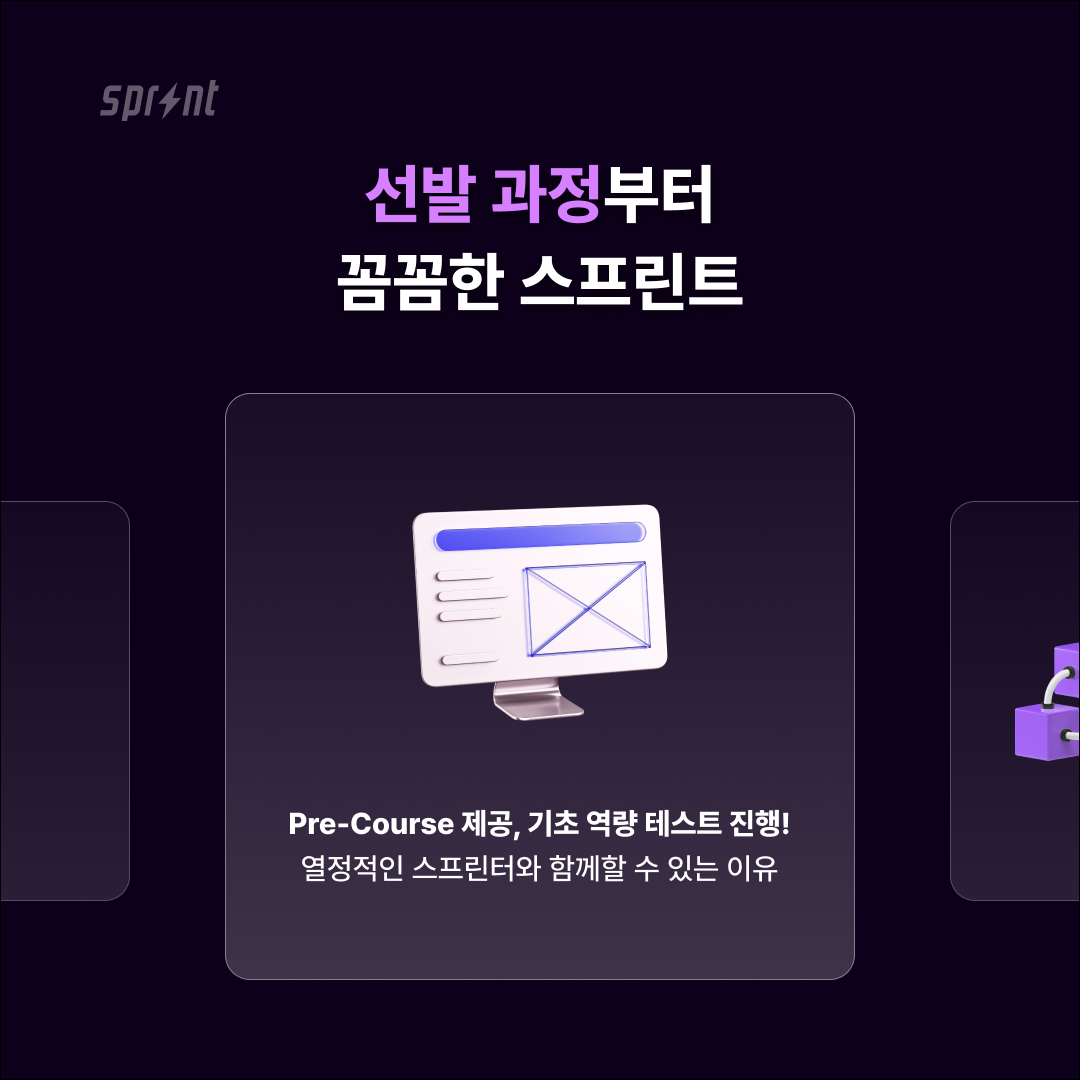 sprint
선발 과정부터
꼼꼼한 스프린트
Pre-Course 제공, 기초 역량 테스트 진행!
열정적인 스프린터와 함께할 수 있는 이유